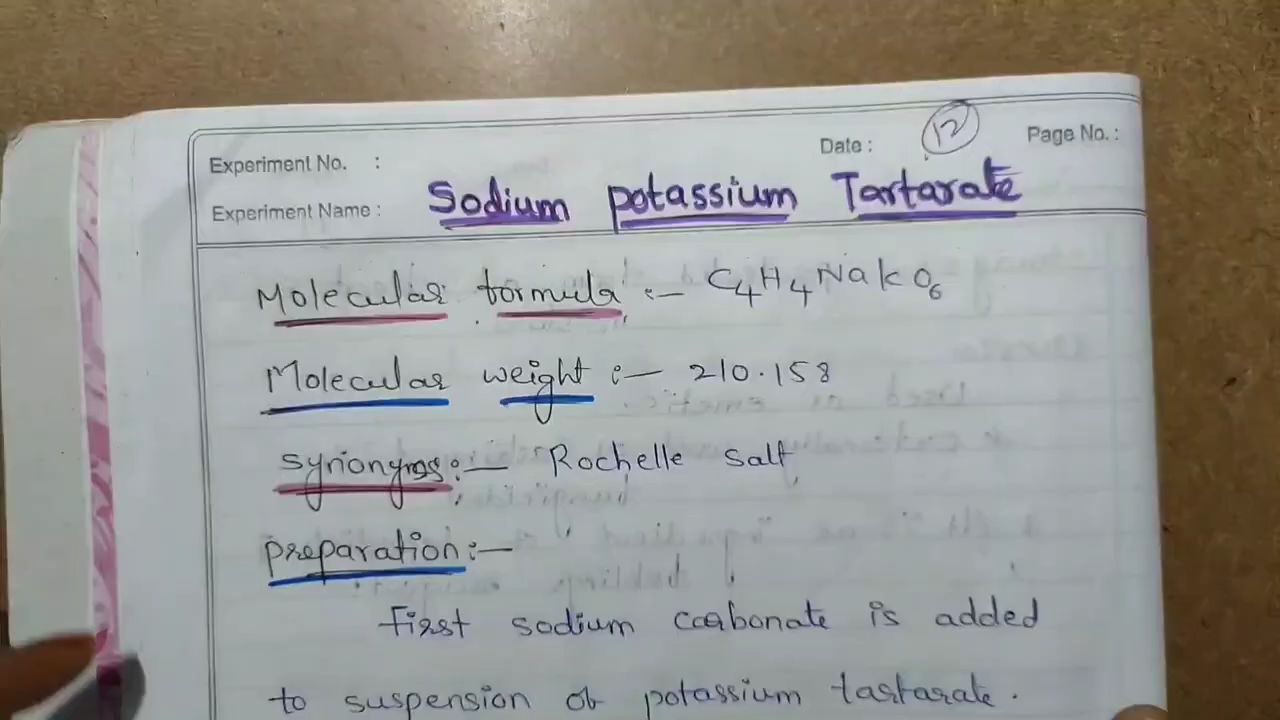 Experiment No. :
Date : 12 Page No. :
Experiment Name : Sodium potassium Tartarate
Molecular formula :- C4H4NakO6
Molecular weight :- 210.158
Synonyms :- Rochelle Salt
preparation :-
First sodium carbonate is added
to suspension of potassium tartarate.